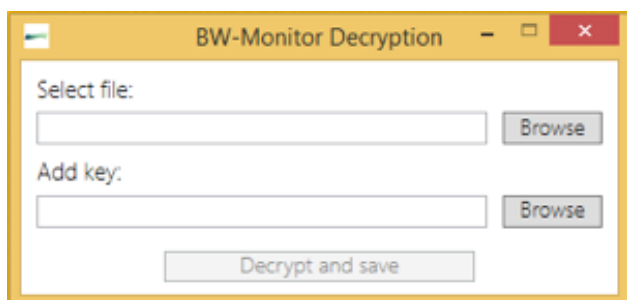 BW-Monitor Decryption
Select file:
Browse
Add key:
Browse
Decrypt and save